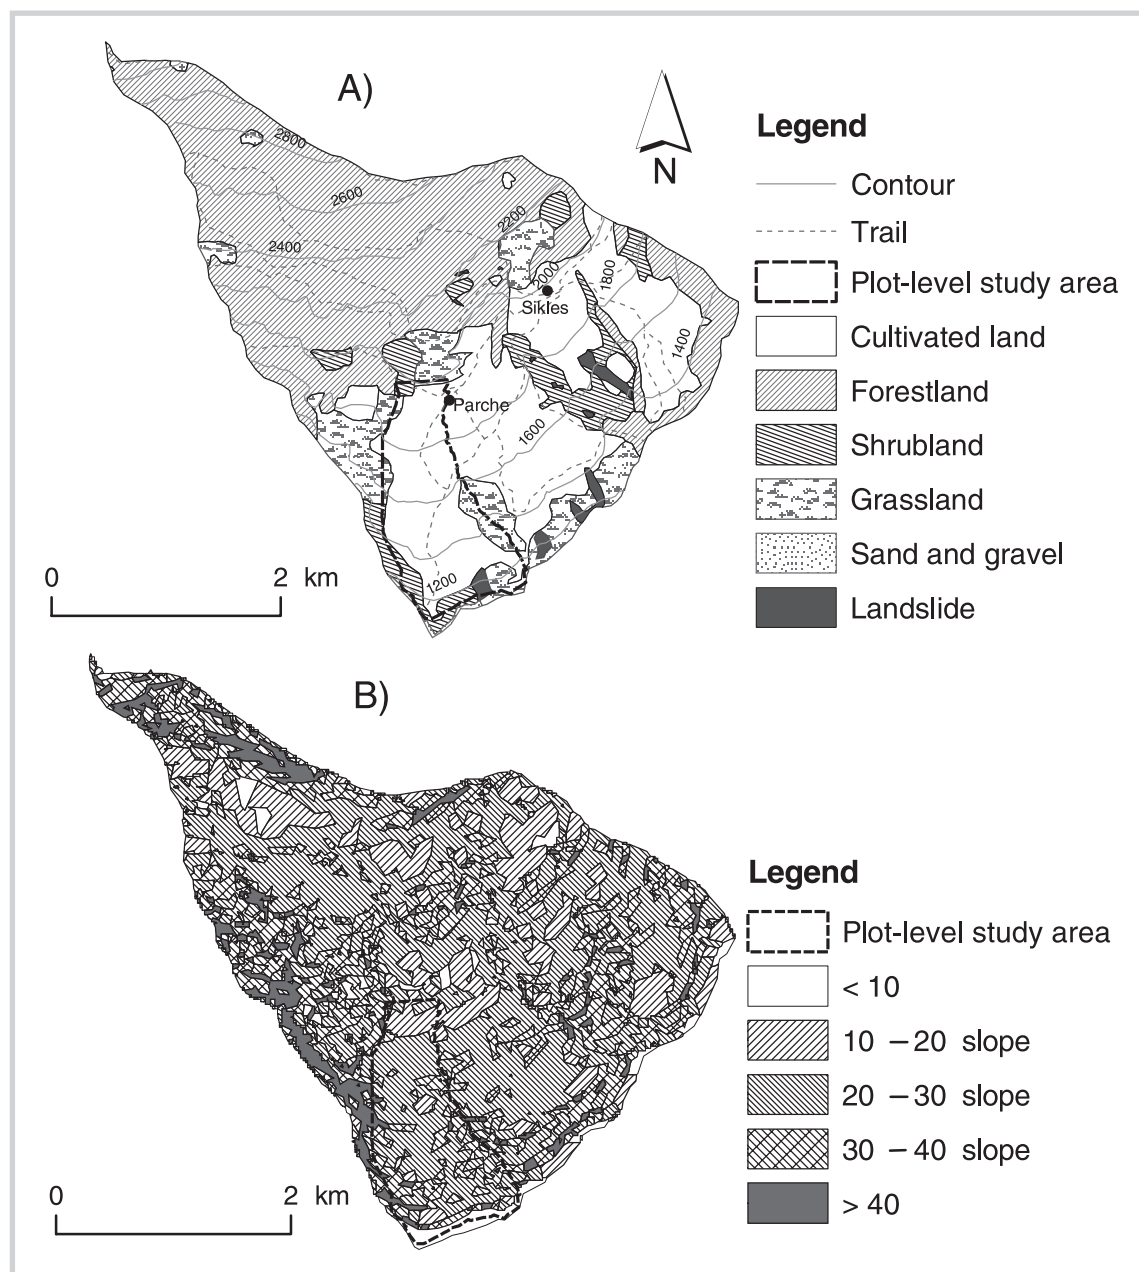 A)
N
2800
2600
2400
2200
2000
1800
1400
Sikles
Parche
1600
1200
0 2 km
Legend
Contour
Trail
Plot-level study area
Cultivated land
Forestland
Shrubland
Grassland
Sand and gravel
Landslide
B)
0 2 km
Legend
Plot-level study area
< 10
10 – 20 slope
20 – 30 slope
30 – 40 slope
> 40